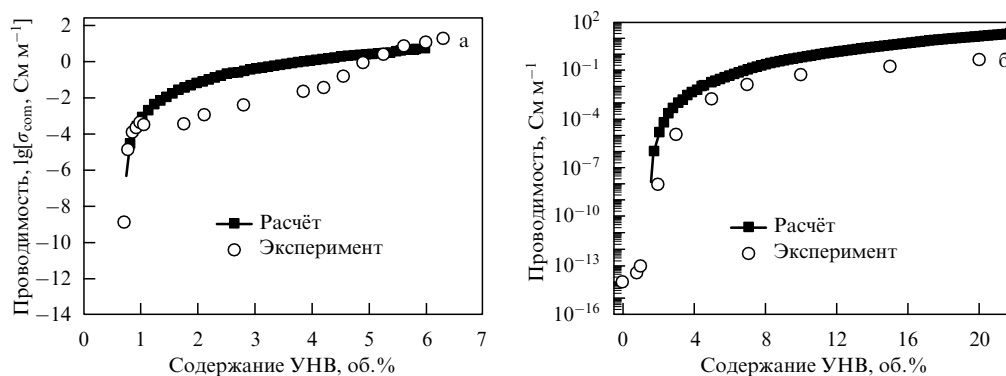 Проводимость, lg[σcom, См м⁻¹]
2
0
−2
−4
−6
−8
−10
−12
−14
а
Расчёт
Эксперимент
0 1 2 3 4 5 6 7
Содержание УНВ, об.%
Проводимость, См м⁻¹
10²
10⁻¹
10⁻⁴
10⁻⁷
10⁻¹⁰
10⁻¹³
10⁻¹⁶
б
Расчёт
Эксперимент
0 4 8 12 16 20
Содержание УНВ, об.%